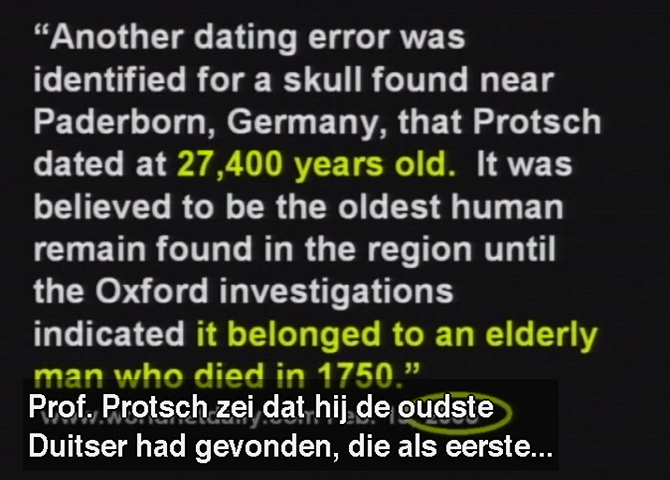 “Another dating error was
identified for a skull found near
Paderborn, Germany, that Protsch
dated at 27,400 years old. It was
believed to be the oldest human
remain found in the region until
the Oxford investigations
indicated it belonged to an elderly
man who died in 1750.”
Prof. Protsch zei dat hij de oudste
Duitser had gevonden, die als eerste...